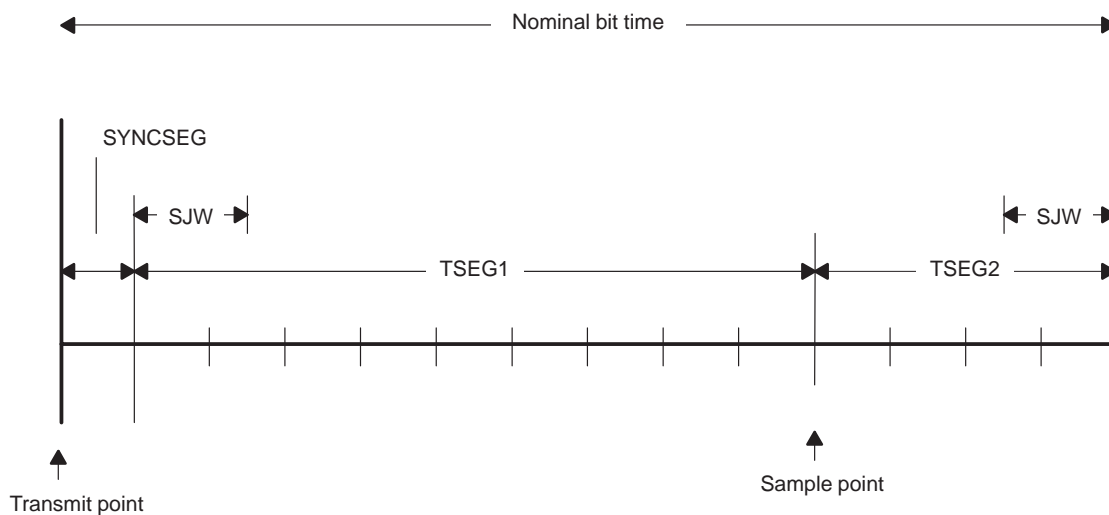 Nominal bit time
SYNCSEG
SJW
SJW
TSEG1
TSEG2
Transmit point
Sample point